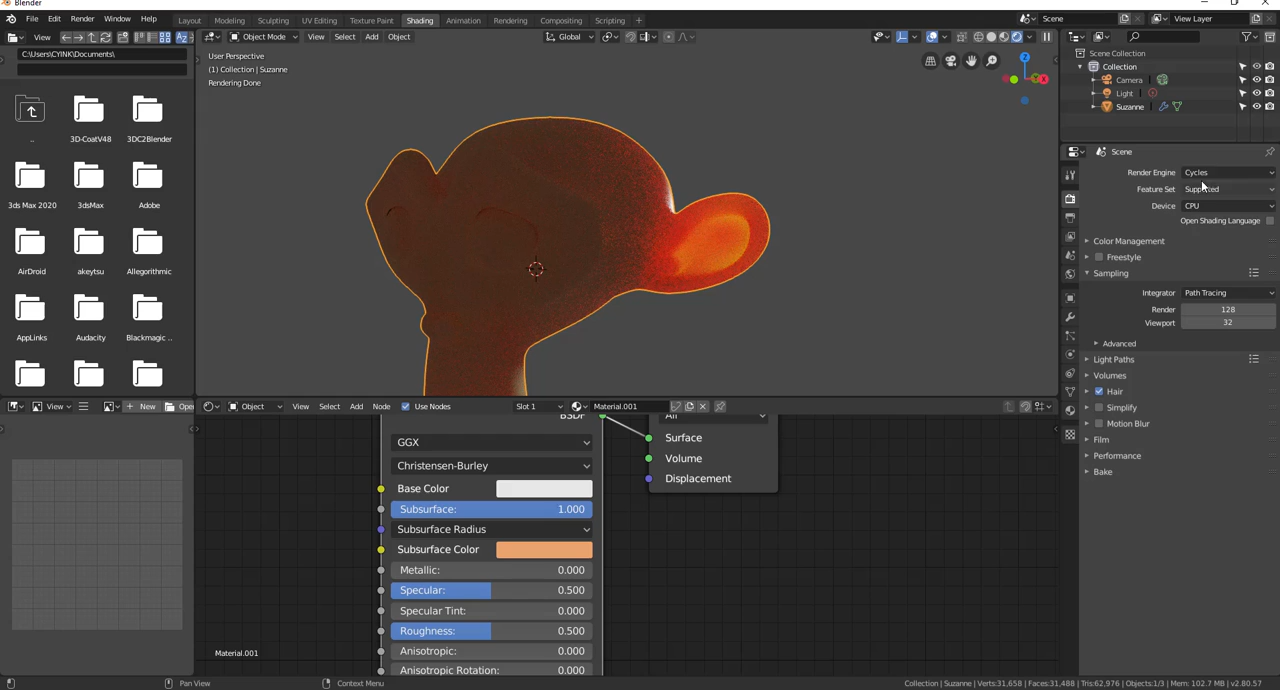 Blender
File Edit Render Window Help Layout Modeling Sculpting UV Editing Texture Paint Shading Animation Rendering Compositing Scripting + Scene View Layer
View Object Mode View Select Add Object Global
C:\Users\CYINK\Documents\
User Perspective
(1) Collection | Suzanne
Rendering Done
Z
X
Y
..
3D-CoatV48
3DC2Blender
3ds Max 2020
3dsMax
Adobe
AirDroid
akeytsu
Allegorithmic
AppLinks
Audacity
Blackmagic ..
Scene Collection
Collection
Camera
Light
Suzanne
Scene
Render Engine Cycles
Feature Set Supported
Device CPU
Open Shading Language
Color Management
Freestyle
Sampling
Integrator Path Tracing
Render 128
Viewport 32
Advanced
Light Paths
Volumes
Hair
Simplify
Motion Blur
Film
Performance
Bake
View + New Open
Object View Select Add Node Use Nodes Slot 1 Material.001
BSDF
GGX
Christensen-Burley
Base Color
Subsurface: 1.000
Subsurface Radius
Subsurface Color
Metallic: 0.000
Specular: 0.500
Specular Tint: 0.000
Roughness: 0.500
Anisotropic: 0.000
Anisotropic Rotation: 0.000
All
Surface
Volume
Displacement
Material.001
Pan View Context Menu Collection | Suzanne | Verts:31,658 | Faces:31,488 | Tris:62,976 | Objects:1/3 | Mem: 102.7 MB | v2.80.57